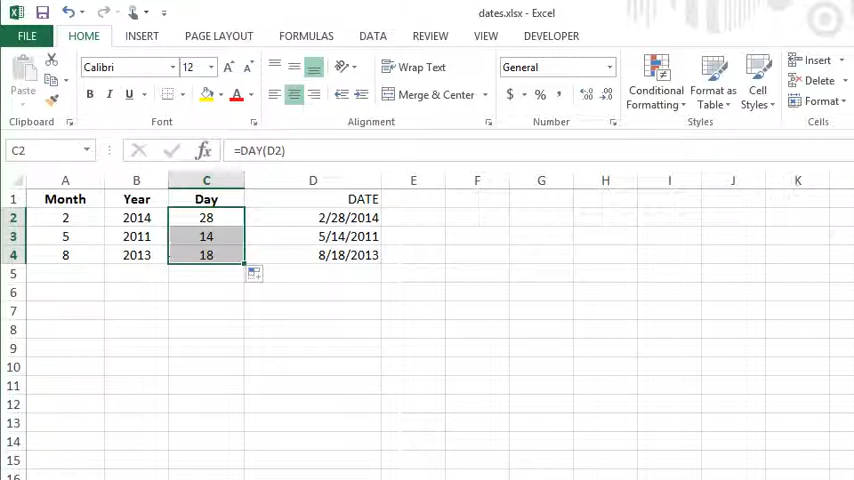 dates.xlsx - Excel
FILE HOME INSERT PAGE LAYOUT FORMULAS DATA REVIEW VIEW DEVELOPER
Paste
Calibri 12
B I U A
Wrap Text
Merge & Center
General
$ % ,
Conditional Formatting
Format as Table
Cell Styles
Insert
Delete
Format
Clipboard Font Alignment Number Styles Cells
C2 fx =DAY(D2)
A B C D E F G H I J K
1 Month Year Day DATE
2 2 2014 28 2/28/2014
3 5 2011 14 5/14/2011
4 8 2013 18 8/18/2013
5
6
7
8
9
10
11
12
13
14
15
16